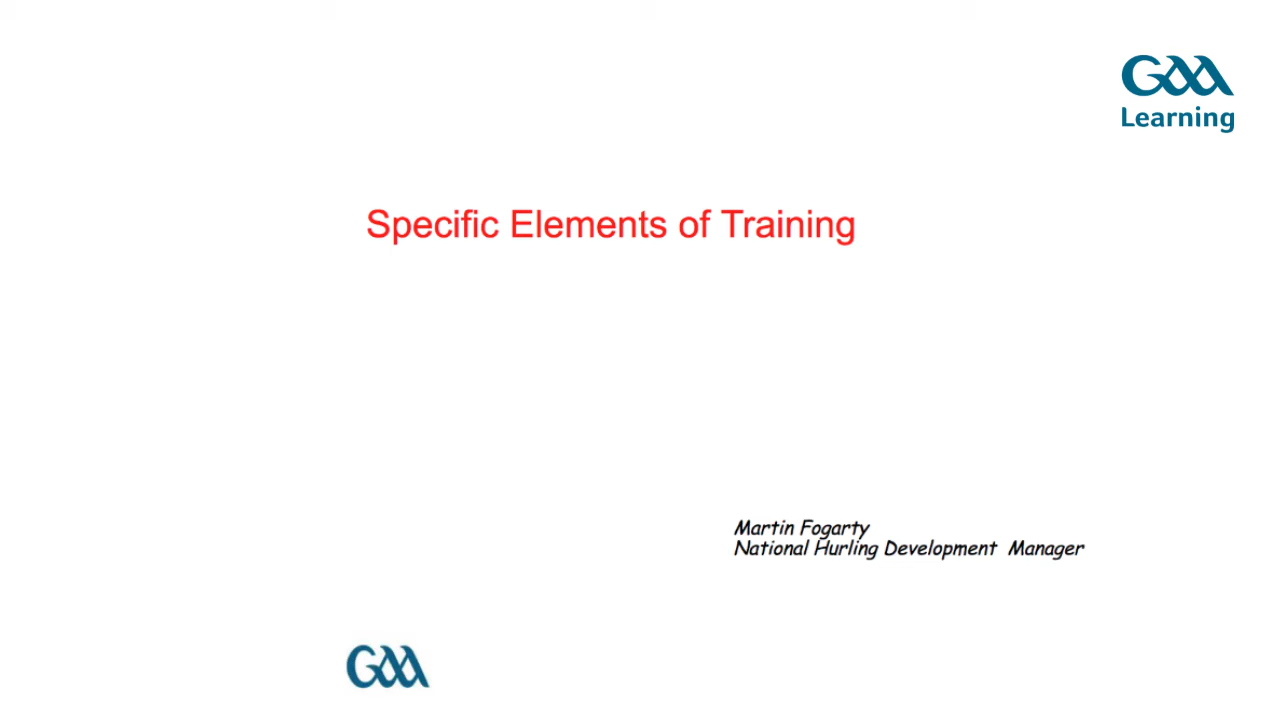 GAA
Learning
Specific Elements of Training
Martin Fogarty
National Hurling Development Manager
GAA